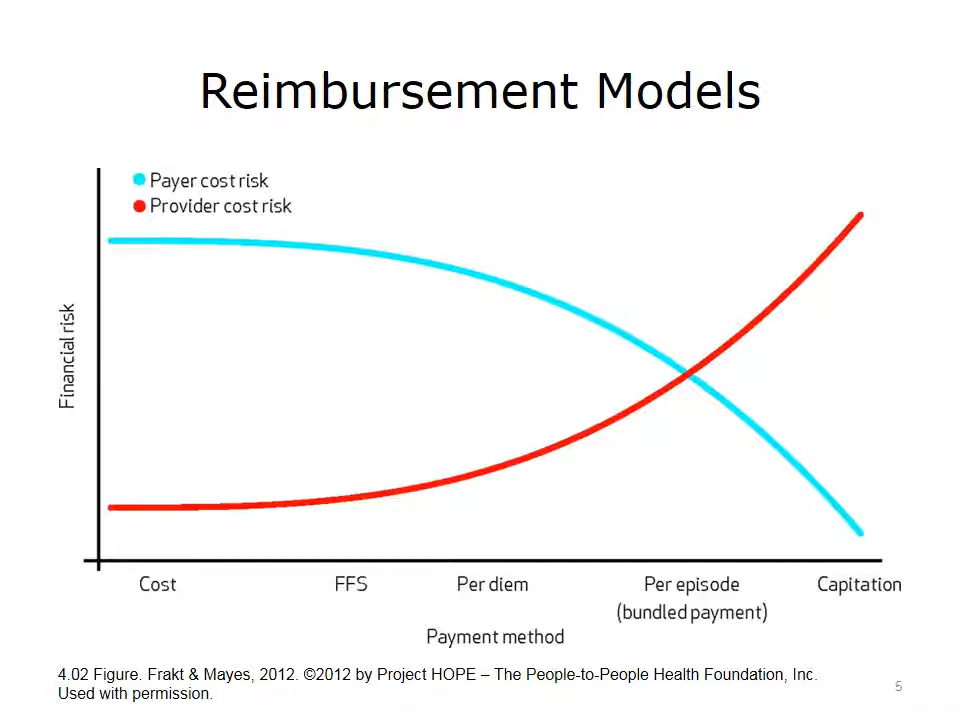 Reimbursement Models
Payer cost risk
Provider cost risk
Financial risk
Cost
FFS
Per diem
Per episode
(bundled payment)
Capitation
Payment method
4.02 Figure. Frakt & Mayes, 2012. ©2012 by Project HOPE – The People-to-People Health Foundation, Inc.
Used with permission.
5